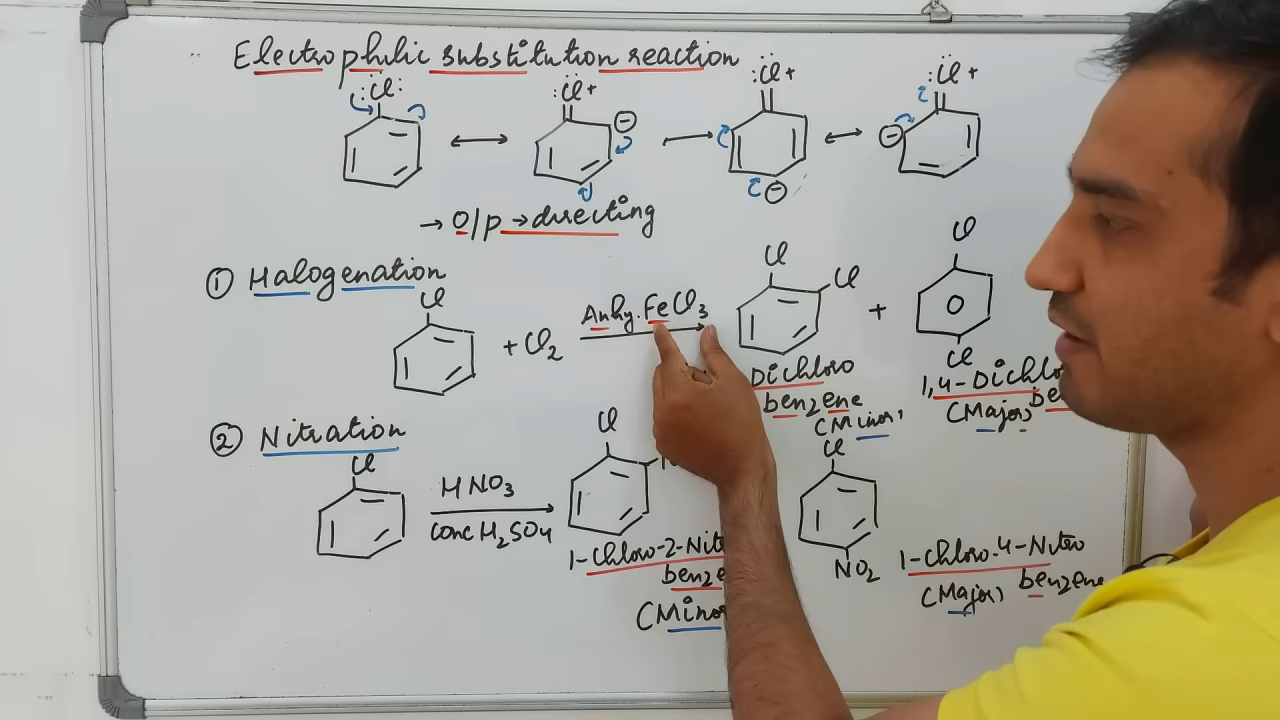 Electrophilic substitution reaction
:Cl: :Cl+ :Cl+ :Cl+
⊖ ⊖ ⊖
→ o/p → directing
① Halogenation
Cl + Cl2 Anhy. FeCl3 Cl Cl + Cl Cl
Dichloro benzene (Minor)
1,4-Dichlo be (Major)
② Nitration
Cl HNO3 conc H2SO4 Cl Cl NO2
1-Chloro-2-Nit benze (Minor
1-Chloro-4-Nitro benzene (Major)